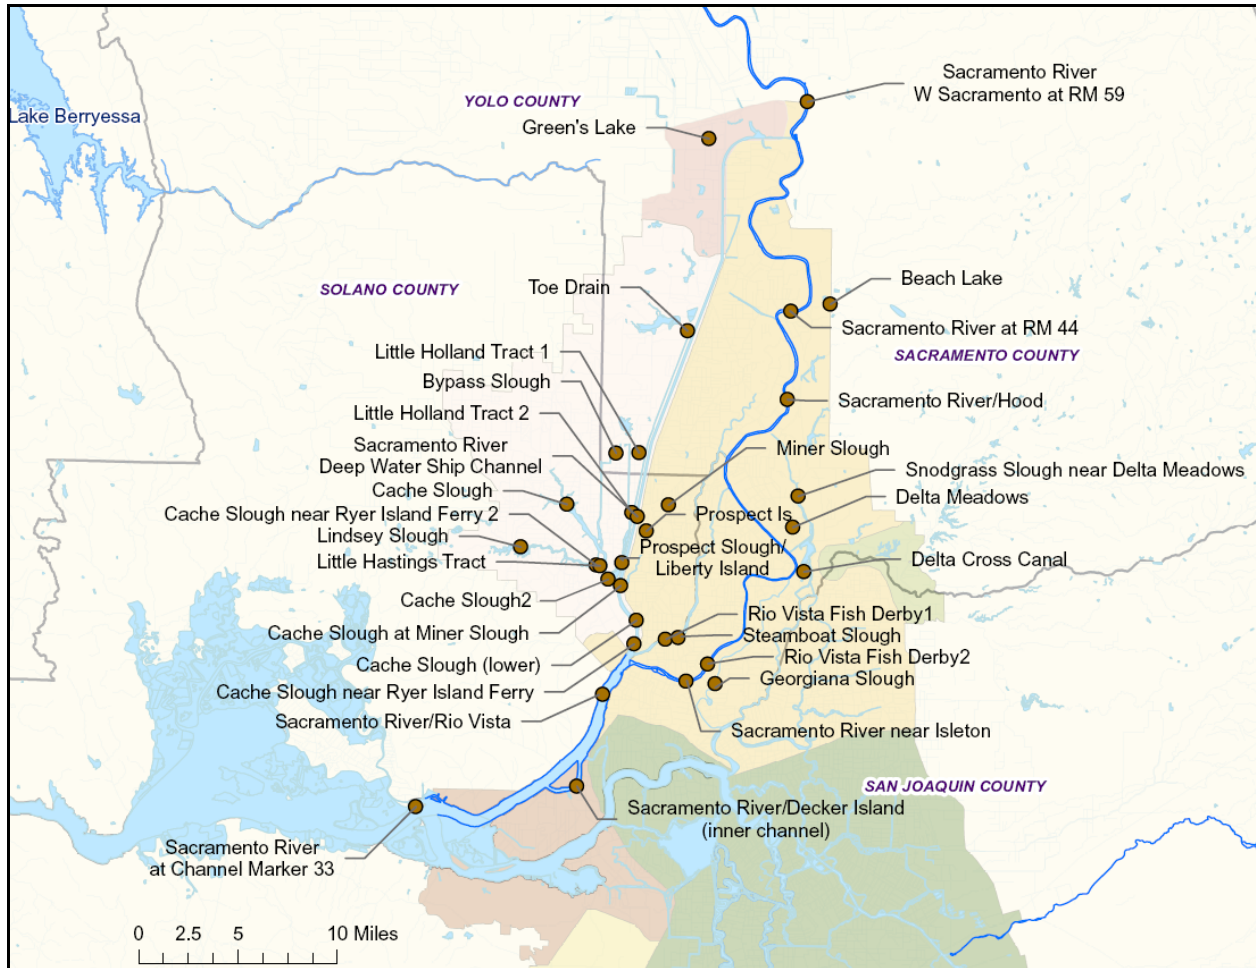 Sacramento River
W Sacramento at RM 59
YOLO COUNTY
Lake Berryessa
Green's Lake
Beach Lake
Toe Drain
SOLANO COUNTY
Sacramento River at RM 44
Little Holland Tract 1
SACRAMENTO COUNTY
Bypass Slough
Sacramento River/Hood
Little Holland Tract 2
Sacramento River
Deep Water Ship Channel
Miner Slough
Snodgrass Slough near Delta Meadows
Cache Slough
Delta Meadows
Cache Slough near Ryer Island Ferry 2
Prospect Is
Lindsey Slough
Prospect Slough/
Liberty Island
Little Hastings Tract
Delta Cross Canal
Cache Slough2
Rio Vista Fish Derby1
Cache Slough at Miner Slough
Steamboat Slough
Rio Vista Fish Derby2
Cache Slough (lower)
Georgiana Slough
Cache Slough near Ryer Island Ferry
Sacramento River/Rio Vista
Sacramento River near Isleton
SAN JOAQUIN COUNTY
Sacramento River/Decker Island
(inner channel)
Sacramento River
at Channel Marker 33
0 2.5 5 10 Miles